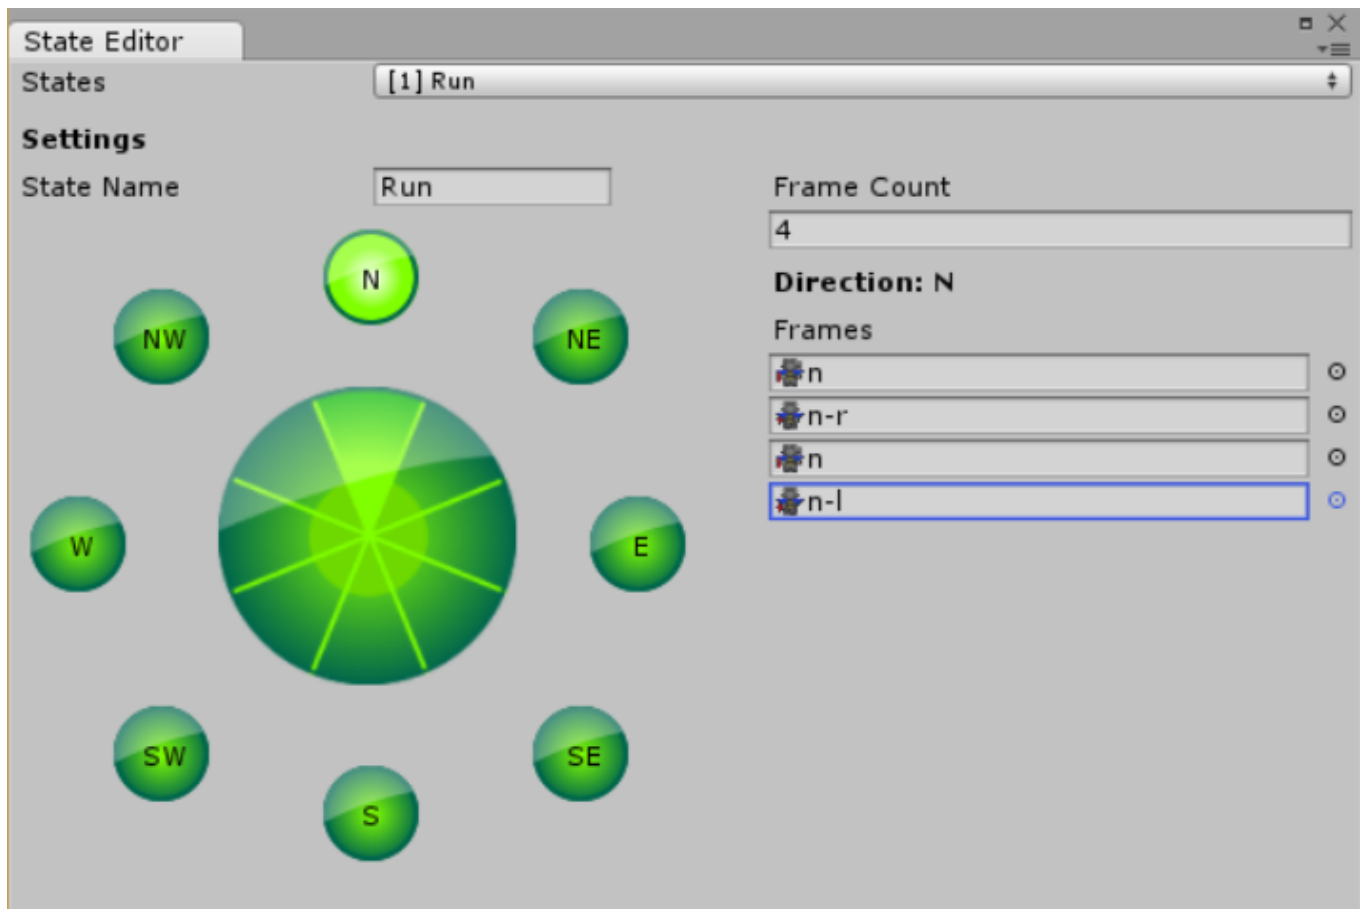 State Editor
States
[1] Run
Settings
State Name
Run
Frame Count
4
Direction: N
Frames
n
n-r
n
n-l
N
NW
NE
W
E
SW
SE
S